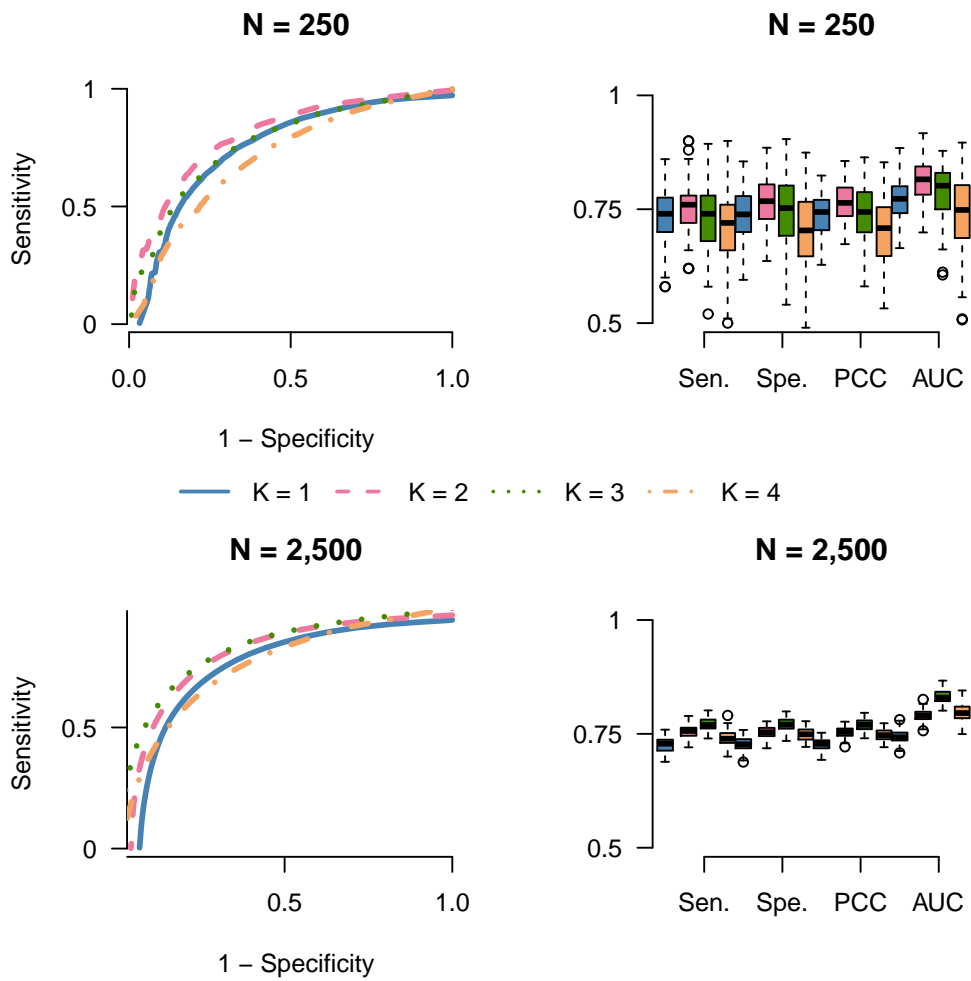 N = 250
N = 250
1
0.5
0
Sensitivity
0.0
0.5
1.0
1 − Specificity
1
0.75
0.5
Sen.
Spe.
PCC
AUC
K = 1
K = 2
K = 3
K = 4
N = 2,500
N = 2,500
0.5
0
Sensitivity
0.5
1.0
1 − Specificity
1
0.75
0.5
Sen.
Spe.
PCC
AUC